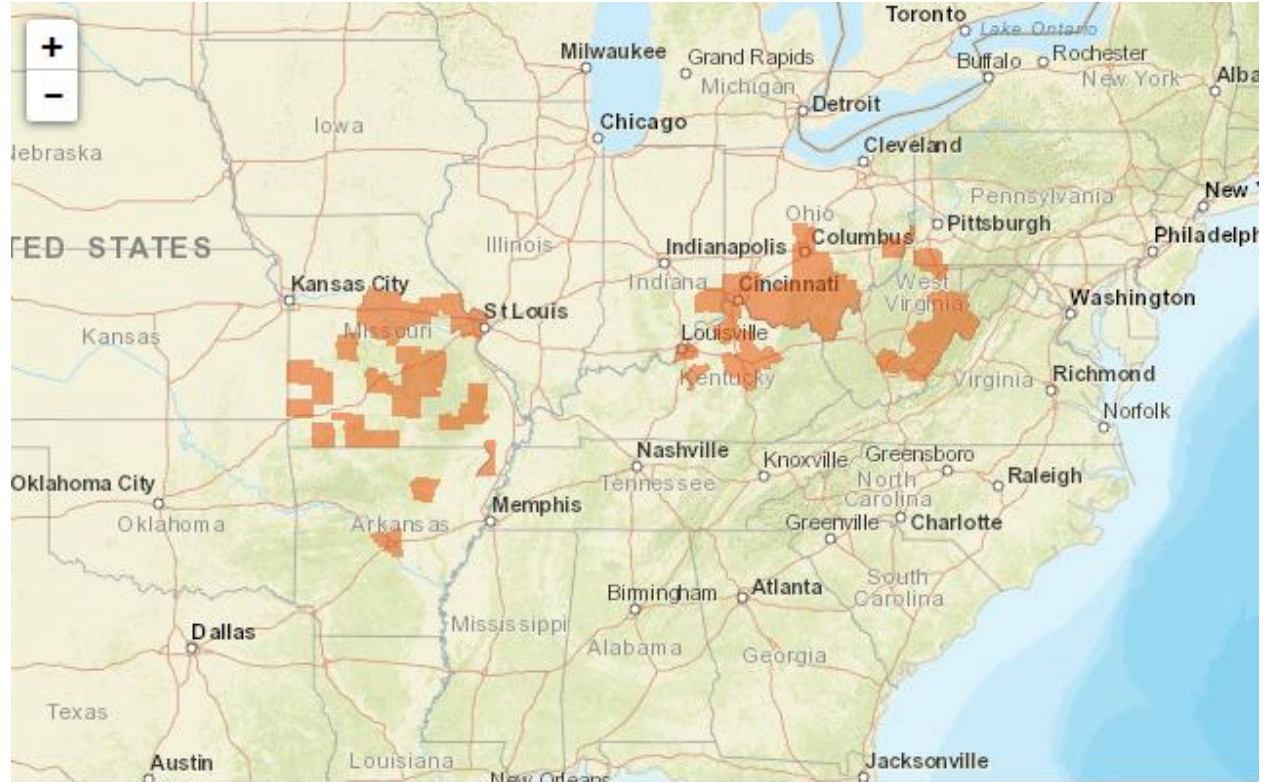 +
−
Toronto
Lake Ontario
Milwaukee
Grand Rapids
Buffalo
Rochester
Michigan
New York
Alba
Detroit
Chicago
Iowa
Cleveland
Nebraska
Pennsylvania
New Y
Ohio
Pittsburgh
TED STATES
Illinois
Indianapolis
Columbus
Philadelph
Kansas City
Indiana
Cincinnati
West
Virginia
Washington
St Louis
Kansas
Missouri
Louisville
Kentucky
Virginia
Richmond
Norfolk
Nashville
Knoxville
Greensboro
Oklahoma City
Tennessee
North
Carolina
Raleigh
Memphis
Oklahoma
Arkansas
Greenville
Charlotte
Birmingham
Atlanta
South
Carolina
Dallas
Mississippi
Alabama
Georgia
Texas
Austin
Louisiana
Jacksonville
New Orleans